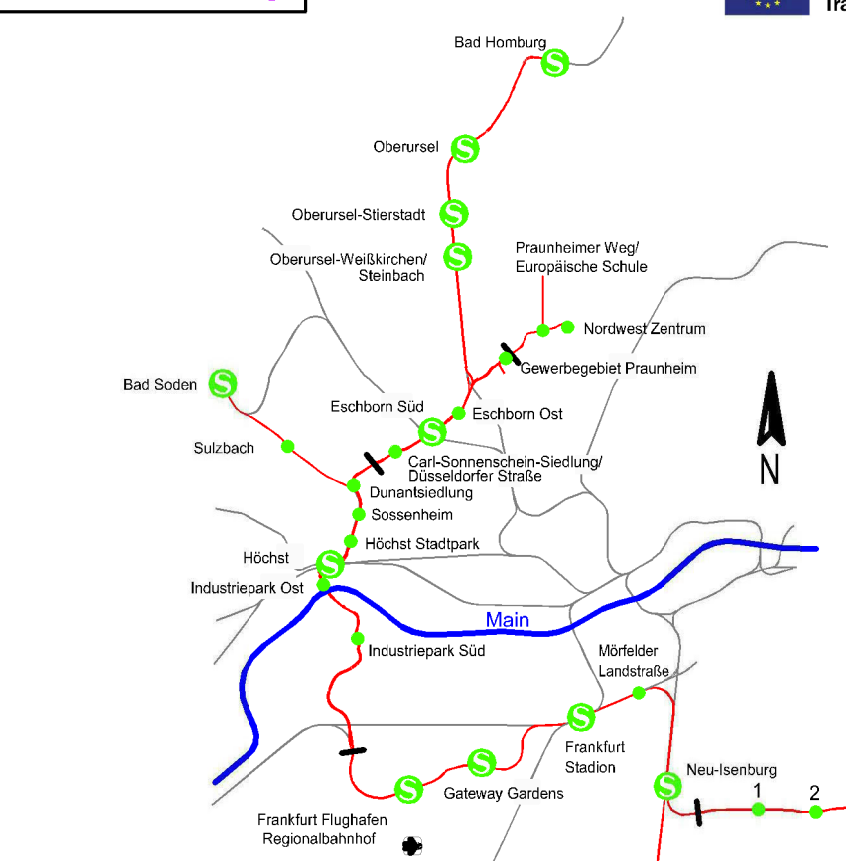 Tra
Bad Homburg
S
Oberursel
S
Oberursel-Stierstadt
S
Oberursel-Weißkirchen/
Steinbach
S
Praunheimer Weg/
Europäische Schule
Nordwest Zentrum
Gewerbegebiet Praunheim
Bad Soden
S
Eschborn Süd
S
Eschborn Ost
Sulzbach
Carl-Sonnenschein-Siedlung/
Düsseldorfer Straße
Dunantsiedlung
Sossenheim
Höchst Stadtpark
Höchst
S
Industriepark Ost
N
Main
Industriepark Süd
Mörfelder
Landstraße
S
Frankfurt
Stadion
S
Gateway Gardens
S
Frankfurt Flughafen
Regionalbahnhof
Neu-Isenburg
S
1
2